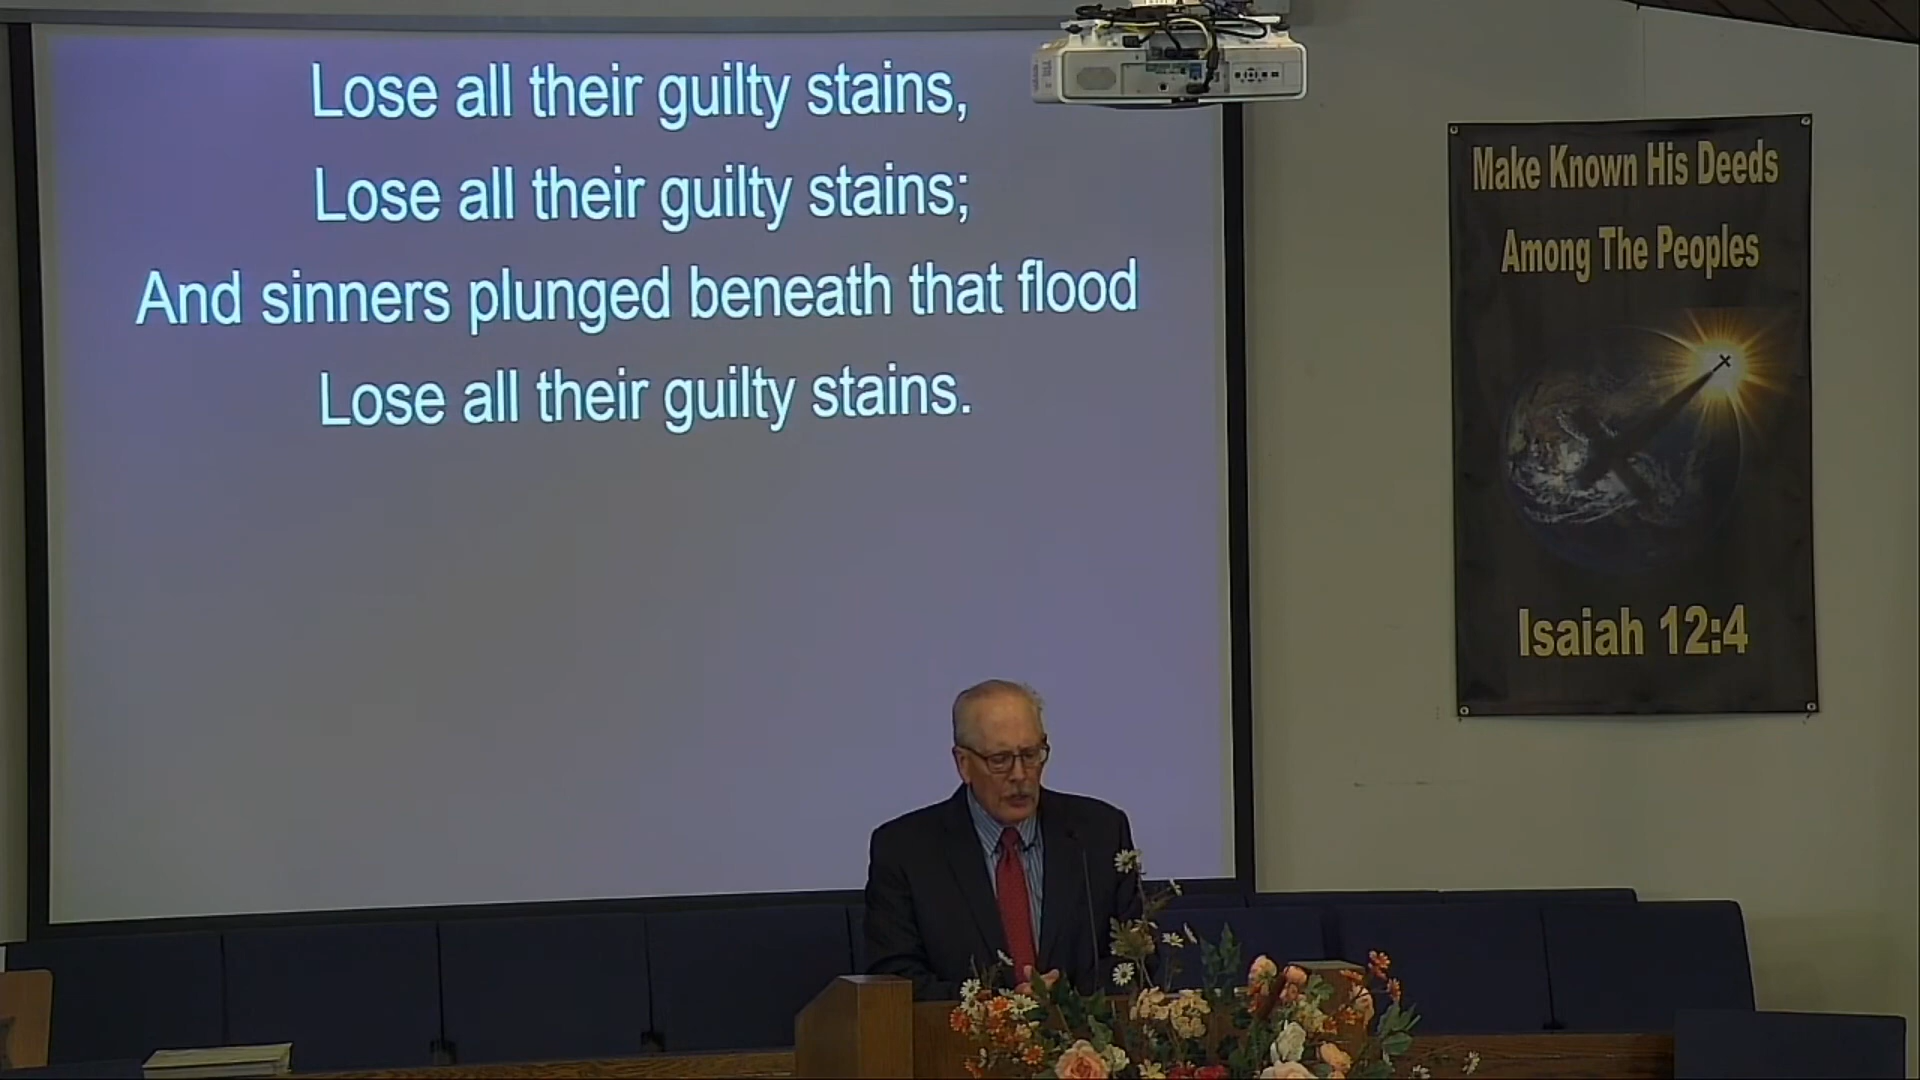 Lose all their guilty stains,
Lose all their guilty stains;
And sinners plunged beneath that flood
Lose all their guilty stains.
Make Known His Deeds
Among The Peoples
Isaiah 12:4